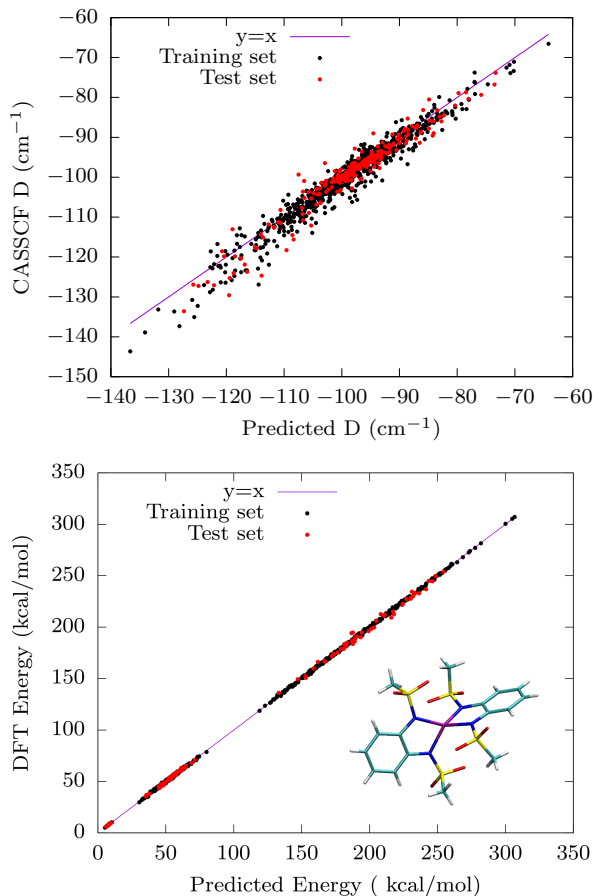 −60
−70
−80
−90
−100
−110
−120
−130
−140
−150
CASSCF D (cm⁻¹)
y=x
Training set
Test set
−140 −130 −120 −110 −100 −90 −80 −70 −60
Predicted D (cm⁻¹)
350
300
250
200
150
100
50
0
DFT Energy (kcal/mol)
y=x
Training set
Test set
0 50 100 150 200 250 300 350
Predicted Energy ( kcal/mol)